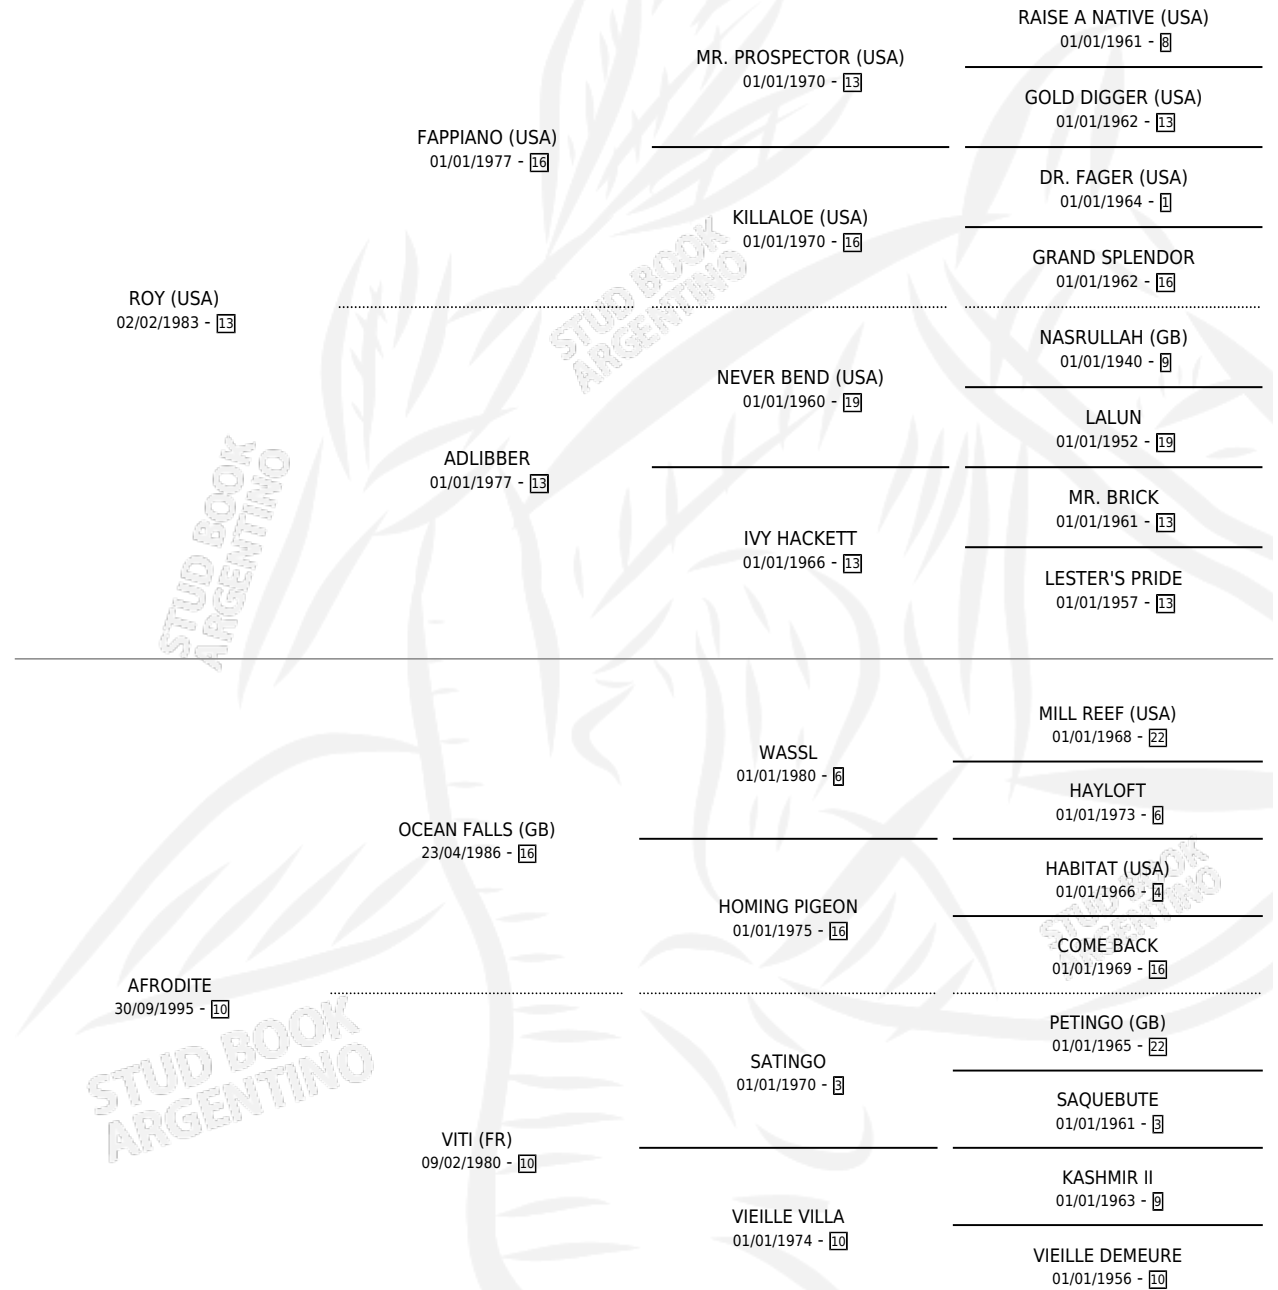 RAISE A NATIVE (USA)
01/01/1961 - 8
MR. PROSPECTOR (USA)
01/01/1970 - 13
GOLD DIGGER (USA)
01/01/1962 - 13
FAPPIANO (USA)
01/01/1977 - 16
DR. FAGER (USA)
01/01/1964 - 1
KILLALOE (USA)
01/01/1970 - 16
GRAND SPLENDOR
01/01/1962 - 16
ROY (USA)
02/02/1983 - 13
STUD BOOK
ARGENTINO
NASRULLAH (GB)
01/01/1940 - 9
NEVER BEND (USA)
01/01/1960 - 19
LALUN
01/01/1952 - 19
ADLIBBER
01/01/1977 - 13
MR. BRICK
01/01/1961 - 13
IVY HACKETT
01/01/1966 - 13
LESTER'S PRIDE
01/01/1957 - 13
STUD BOOK
ARGENTINO
MILL REEF (USA)
01/01/1968 - 22
WASSL
01/01/1980 - 6
HAYLOFT
01/01/1973 - 6
OCEAN FALLS (GB)
23/04/1986 - 16
HABITAT (USA)
01/01/1966 - 4
STUD BOOK
ARGENTINO
HOMING PIGEON
01/01/1975 - 16
COME BACK
01/01/1969 - 16
AFRODITE
30/09/1995 - 10
STUD BOOK
ARGENTINO
PETINGO (GB)
01/01/1965 - 22
SATINGO
01/01/1970 - 3
SAQUEBUTE
01/01/1961 - 3
VITI (FR)
09/02/1980 - 10
KASHMIR II
01/01/1963 - 9
VIEILLE VILLA
01/01/1974 - 10
VIEILLE DEMEURE
01/01/1956 - 10